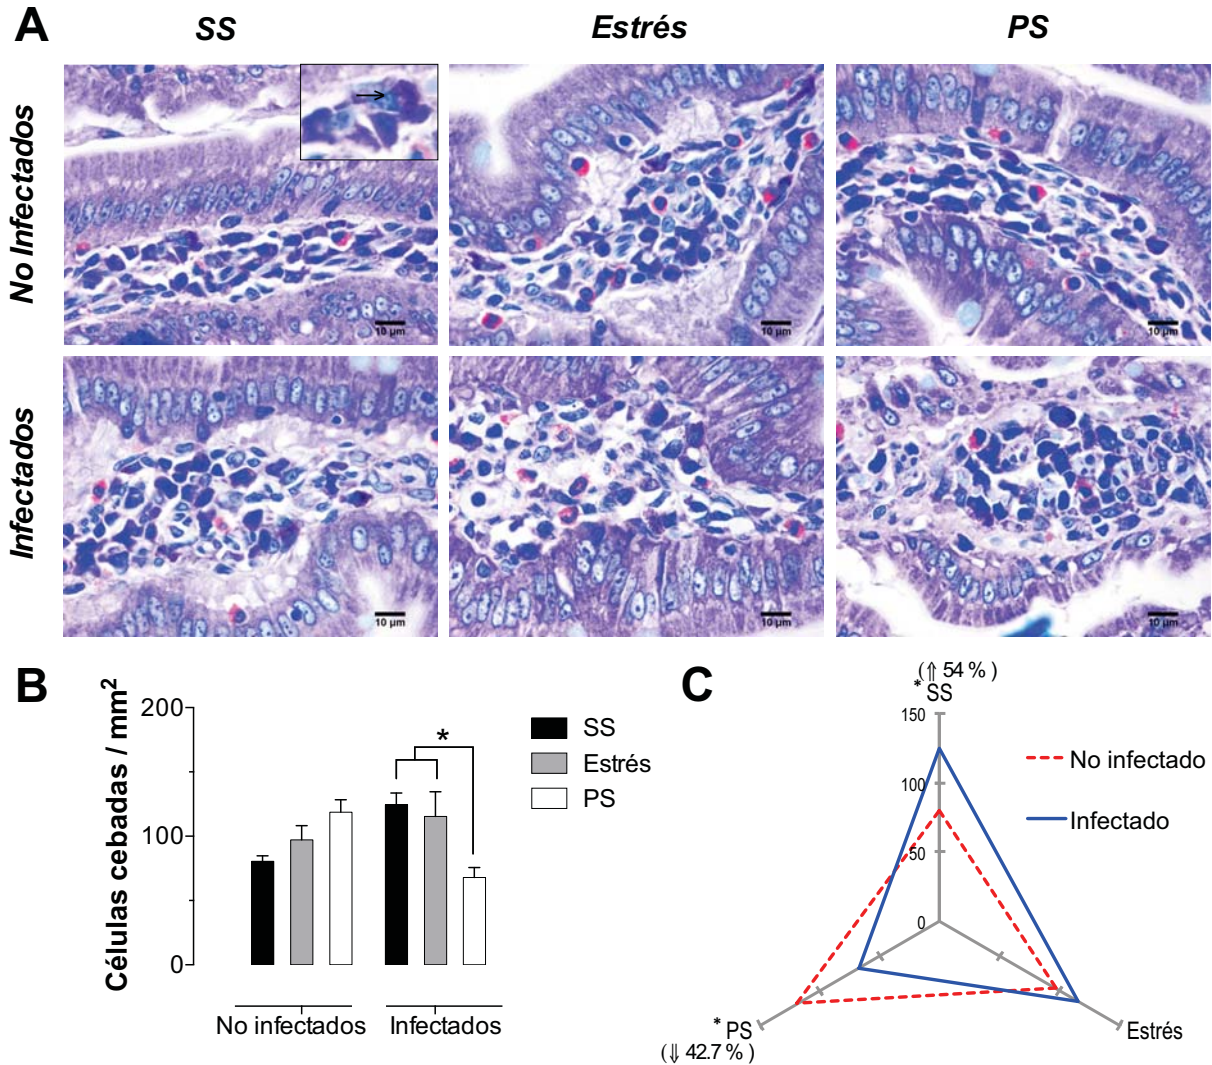 A
SS
Estrés
PS
No Infectados
10 µm
10 µm
10 µm
Infectados
10 µm
10 µm
10 µm
B
Células cebadas / mm²
200
100
0
SS
Estrés
PS
*
No infectados
Infectados
C
(⇑ 54 %)
* SS
150
100
50
0
No infectado
Infectado
* PS
(⇓ 42.7 %)
Estrés